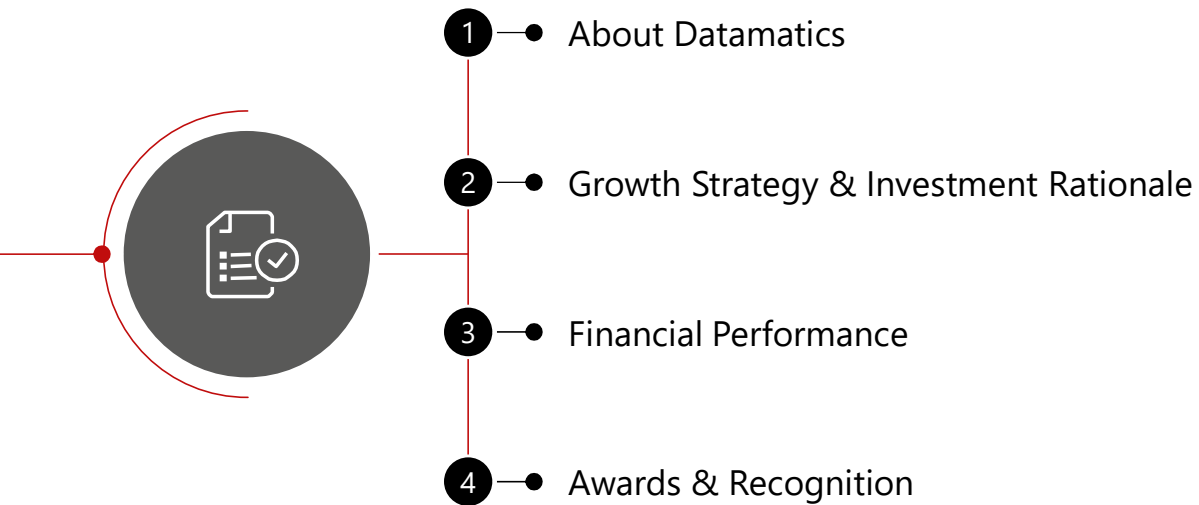 1 About Datamatics
2 Growth Strategy & Investment Rationale
3 Financial Performance
4 Awards & Recognition